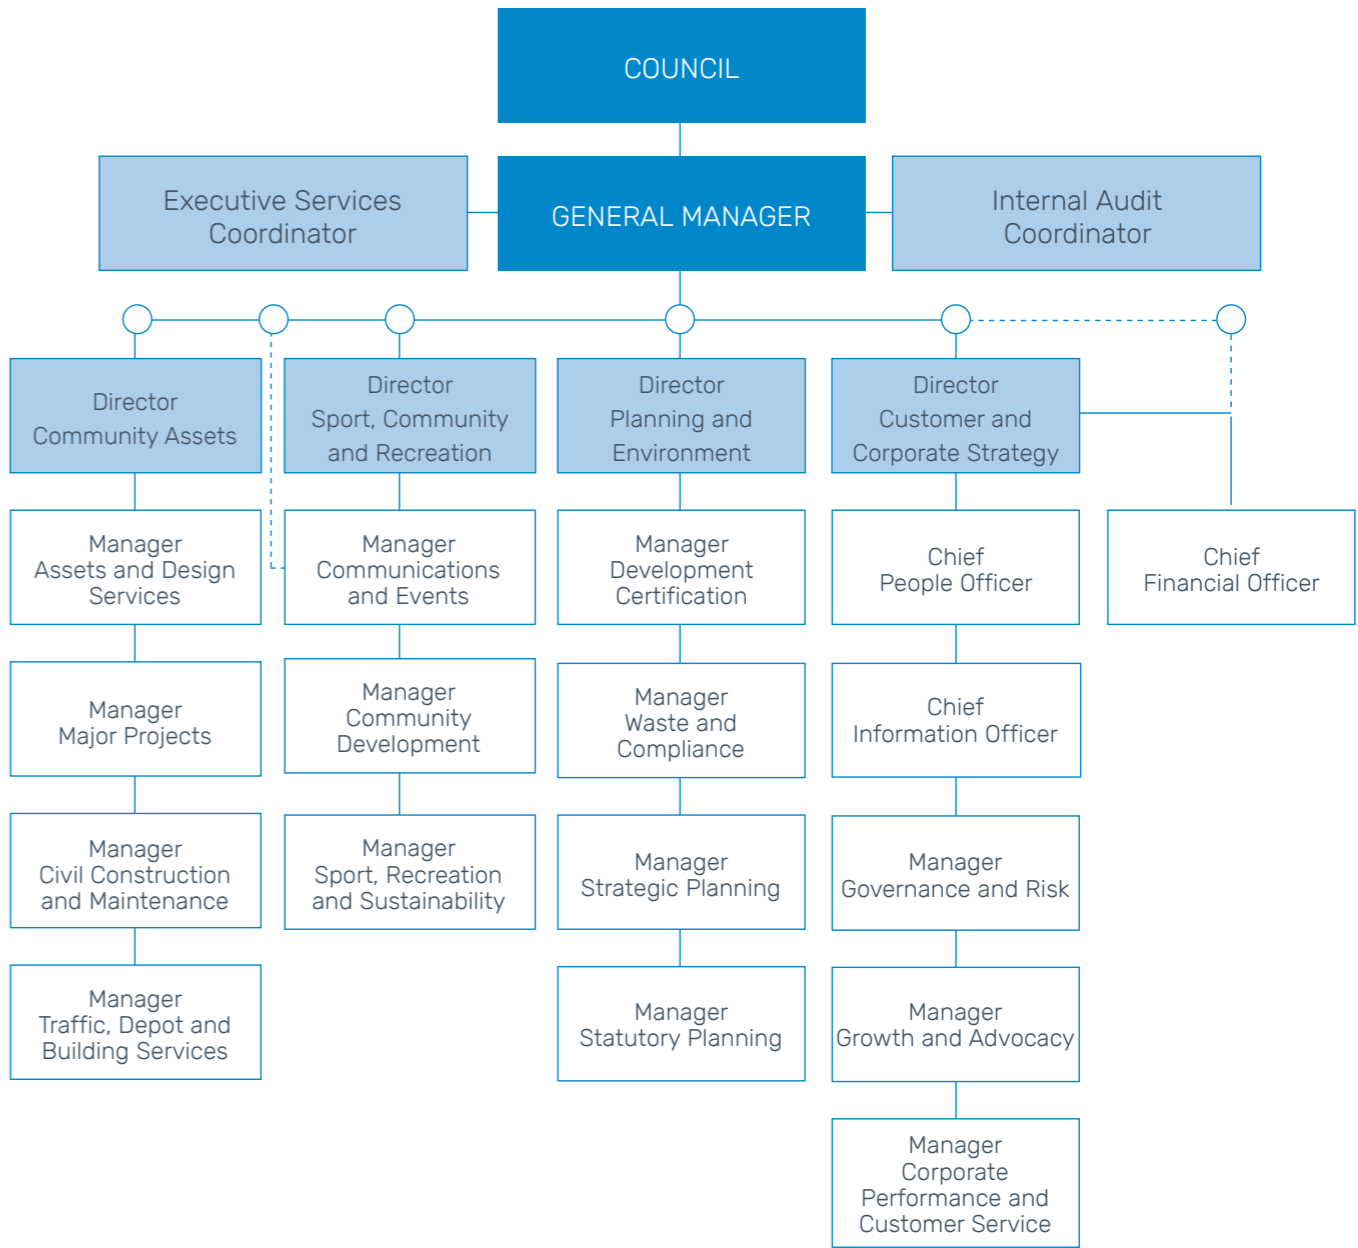 COUNCIL
Executive Services
Coordinator
GENERAL MANAGER
Internal Audit
Coordinator
Director
Community Assets
Director
Sport, Community
and Recreation
Director
Planning and
Environment
Director
Customer and
Corporate Strategy
Manager
Assets and Design
Services
Manager
Communications
and Events
Manager
Development
Certification
Chief
People Officer
Chief
Financial Officer
Manager
Major Projects
Manager
Community
Development
Manager
Waste and
Compliance
Chief
Information Officer
Manager
Civil Construction
and Maintenance
Manager
Sport, Recreation
and Sustainability
Manager
Strategic Planning
Manager
Governance and Risk
Manager
Traffic, Depot and
Building Services
Manager
Statutory Planning
Manager
Growth and Advocacy
Manager
Corporate
Performance and
Customer Service